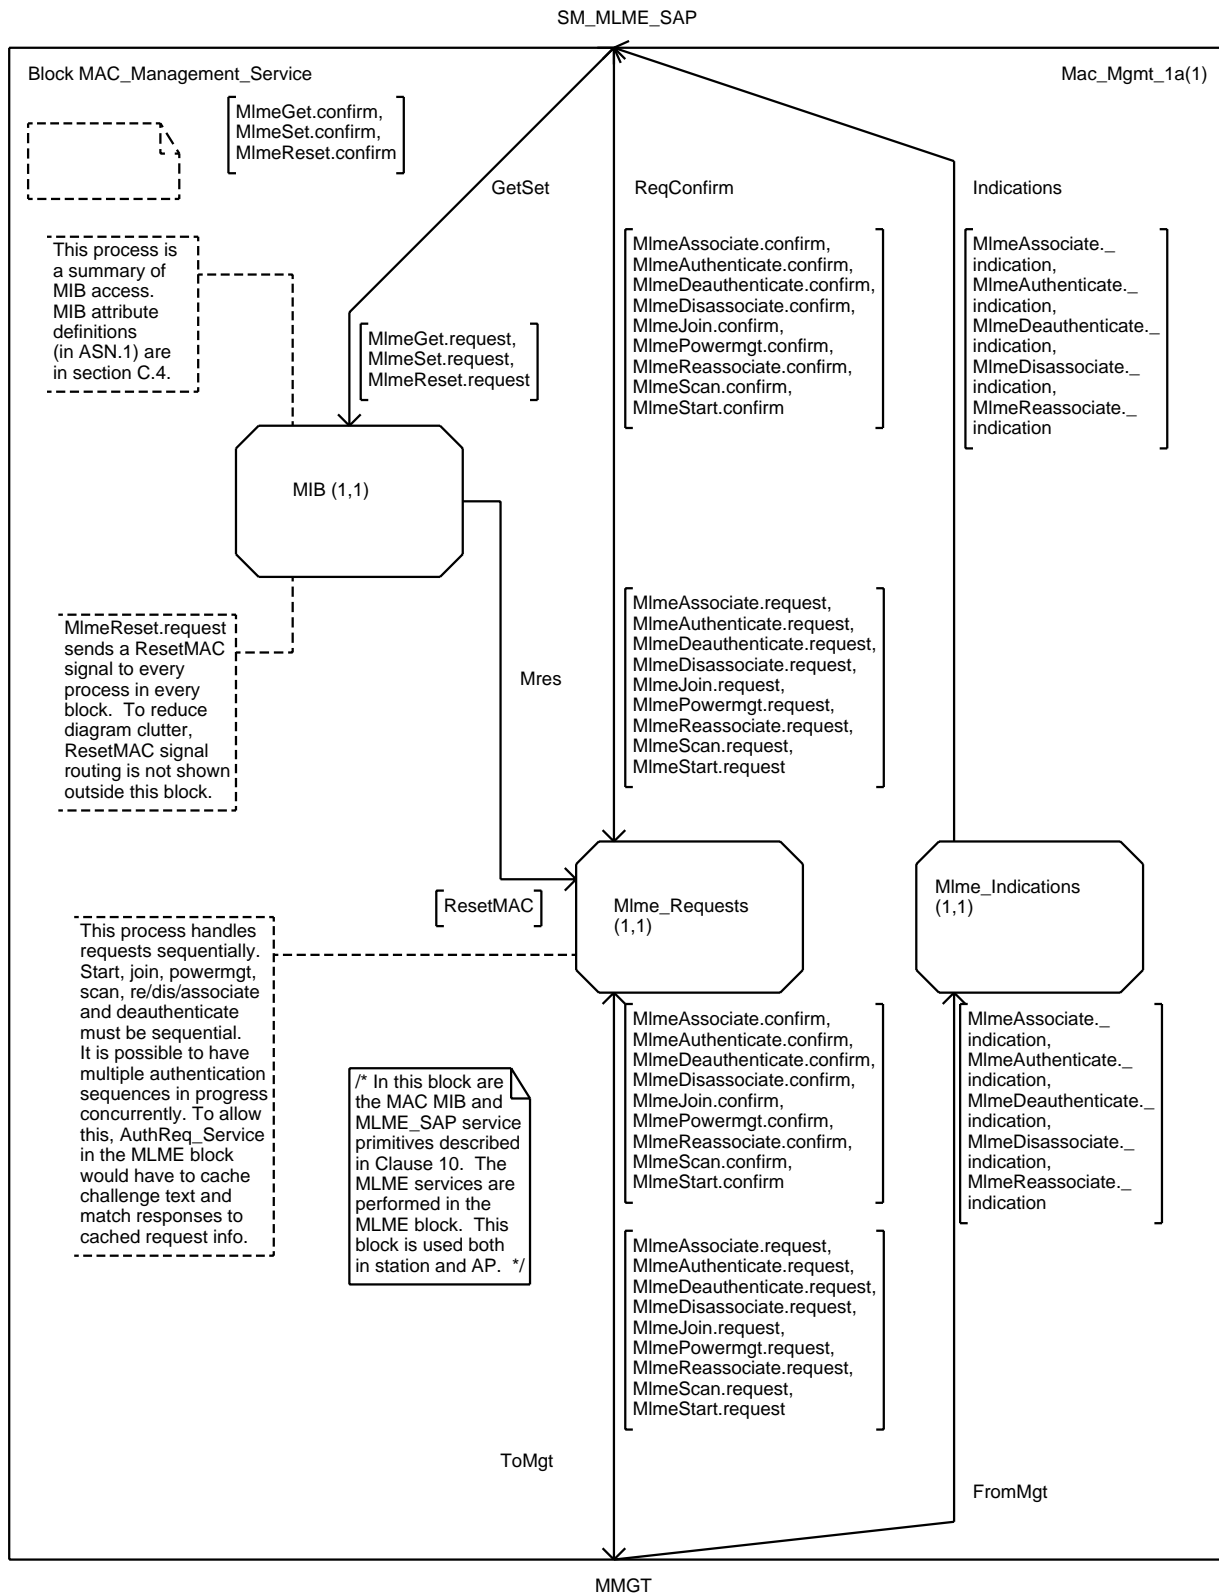 SM_MLME_SAP
Block MAC_Management_Service
Mac_Mgmt_1a(1)
MlmeGet.confirm,
MlmeSet.confirm,
MlmeReset.confirm
GetSet
ReqConfirm
Indications
This process is
a summary of
MIB access.
MIB attribute
definitions
(in ASN.1) are
in section C.4.
MlmeGet.request,
MlmeSet.request,
MlmeReset.request
MlmeAssociate.confirm,
MlmeAuthenticate.confirm,
MlmeDeauthenticate.confirm,
MlmeDisassociate.confirm,
MlmeJoin.confirm,
MlmePowermgt.confirm,
MlmeReassociate.confirm,
MlmeScan.confirm,
MlmeStart.confirm
MlmeAssociate._
indication,
MlmeAuthenticate._
indication,
MlmeDeauthenticate._
indication,
MlmeDisassociate._
indication,
MlmeReassociate._
indication
MIB (1,1)
MlmeReset.request
sends a ResetMAC
signal to every
process in every
block.  To reduce
diagram clutter,
ResetMAC signal
routing is not shown
outside this block.
Mres
MlmeAssociate.request,
MlmeAuthenticate.request,
MlmeDeauthenticate.request,
MlmeDisassociate.request,
MlmeJoin.request,
MlmePowermgt.request,
MlmeReassociate.request,
MlmeScan.request,
MlmeStart.request
ResetMAC
Mlme_Requests
(1,1)
Mlme_Indications
(1,1)
This process handles
requests sequentially.
Start, join, powermgt,
scan, re/dis/associate
and deauthenticate
must be sequential.
It is possible to have
multiple authentication
sequences in progress
concurrently. To allow
this, AuthReq_Service
in the MLME block
would have to cache
challenge text and
match responses to
cached request info.
/* In this block are
the MAC MIB and
MLME_SAP service
primitives described
in Clause 10.  The
MLME services are
performed in the
MLME block.  This
block is used both
in station and AP.  */
MlmeAssociate.confirm,
MlmeAuthenticate.confirm,
MlmeDeauthenticate.confirm,
MlmeDisassociate.confirm,
MlmeJoin.confirm,
MlmePowermgt.confirm,
MlmeReassociate.confirm,
MlmeScan.confirm,
MlmeStart.confirm
MlmeAssociate._
indication,
MlmeAuthenticate._
indication,
MlmeDeauthenticate._
indication,
MlmeDisassociate._
indication,
MlmeReassociate._
indication
MlmeAssociate.request,
MlmeAuthenticate.request,
MlmeDeauthenticate.request,
MlmeDisassociate.request,
MlmeJoin.request,
MlmePowermgt.request,
MlmeReassociate.request,
MlmeScan.request,
MlmeStart.request
ToMgt
FromMgt
MMGT